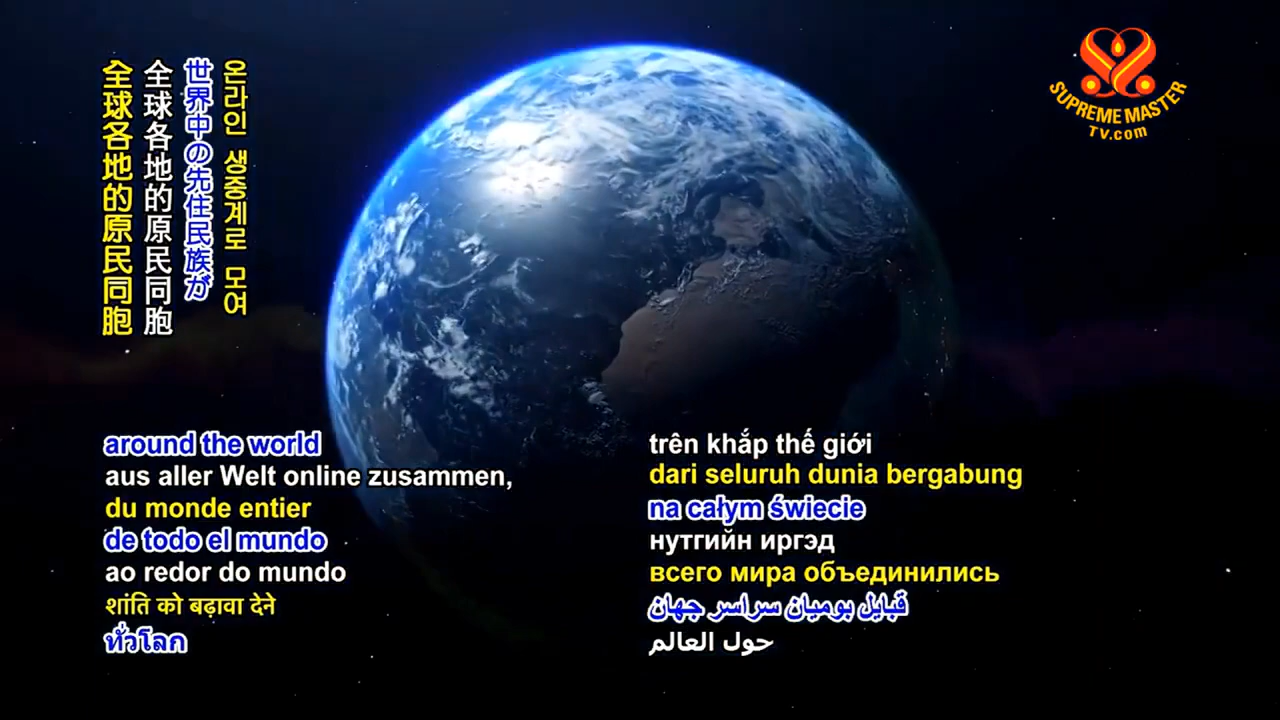 全球各地的原民同胞
全球各地的原民同胞
世界中の先住民族が
온라인 생중계로 모여
SUPREME MASTER
TV.com
around the world
aus aller Welt online zusammen,
du monde entier
de todo el mundo
ao redor do mundo
शांति को बढ़ावा देने
ทั่วโลก
trên khắp thế giới
dari seluruh dunia bergabung
na całym świecie
нутгийн иргэд
всего мира объединились
قبایل بومیان سراسر جهان
حول العالم